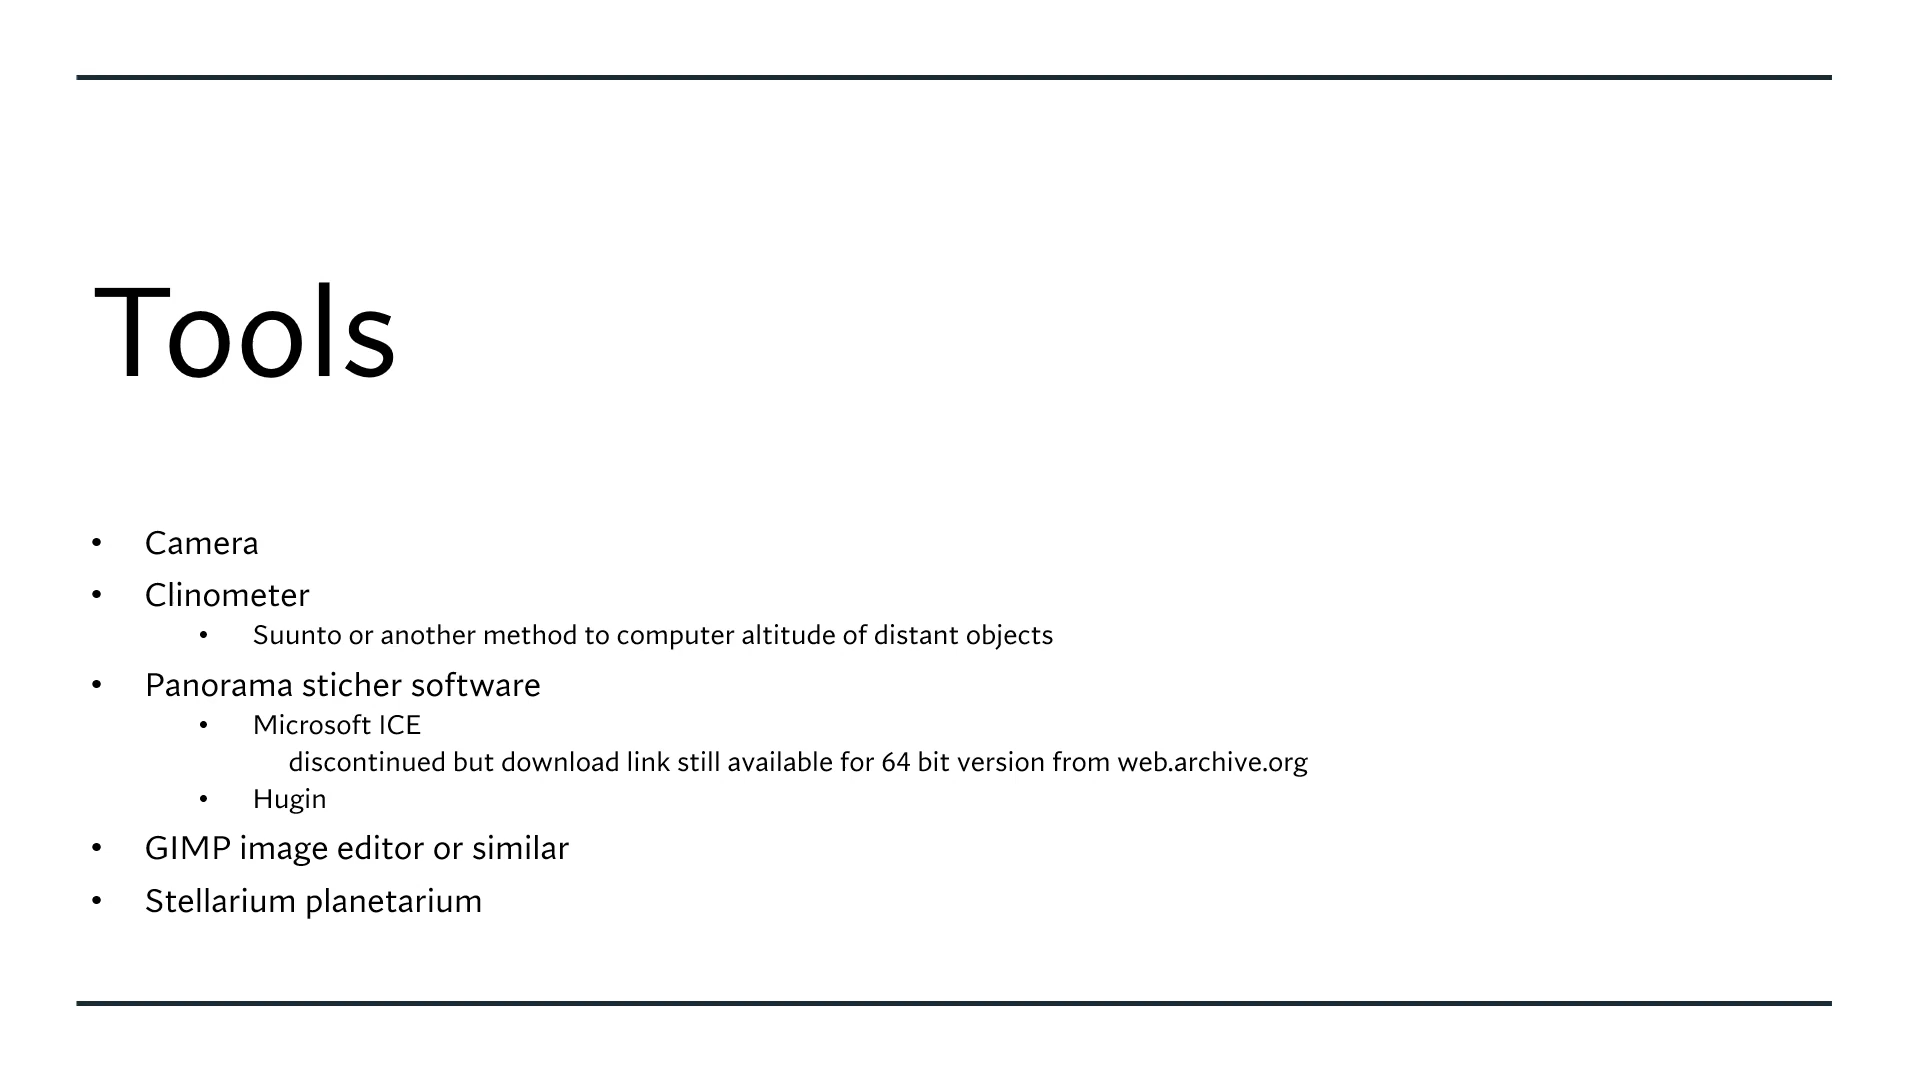 Tools
• Camera
• Clinometer
• Suunto or another method to computer altitude of distant objects
• Panorama sticher software
• Microsoft ICE
discontinued but download link still available for 64 bit version from web.archive.org
• Hugin
• GIMP image editor or similar
• Stellarium planetarium